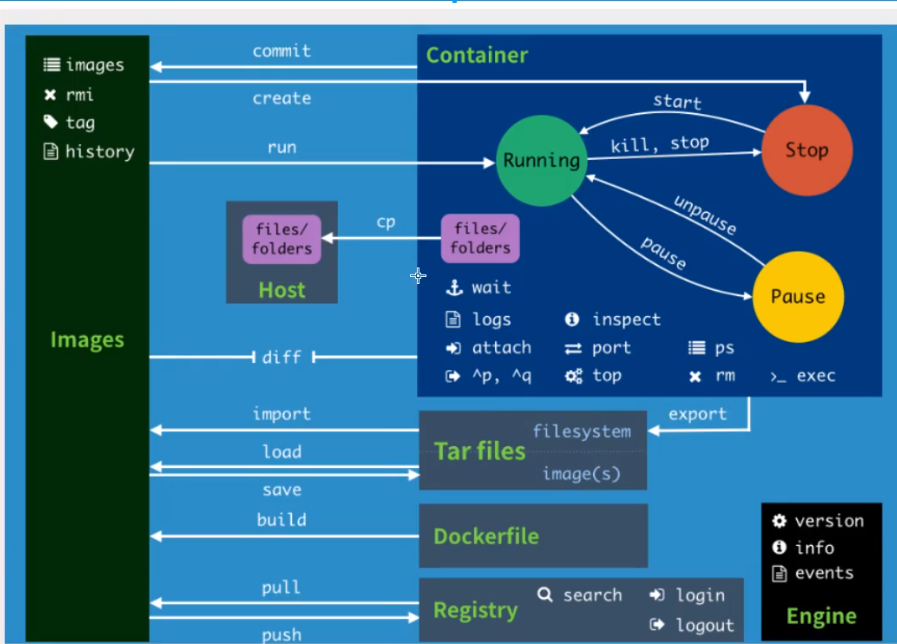 images
rmi
tag
history
Images
commit
create
run
cp
files/
folders
Host
diff
import
load
save
build
pull
push
Container
Running
start
kill, stop
Stop
unpause
pause
Pause
files/
folders
wait
logs
inspect
attach
port
ps
^p, ^q
top
rm
>_ exec
export
Tar files
filesystem
image(s)
Dockerfile
Registry
search
login
logout
version
info
events
Engine